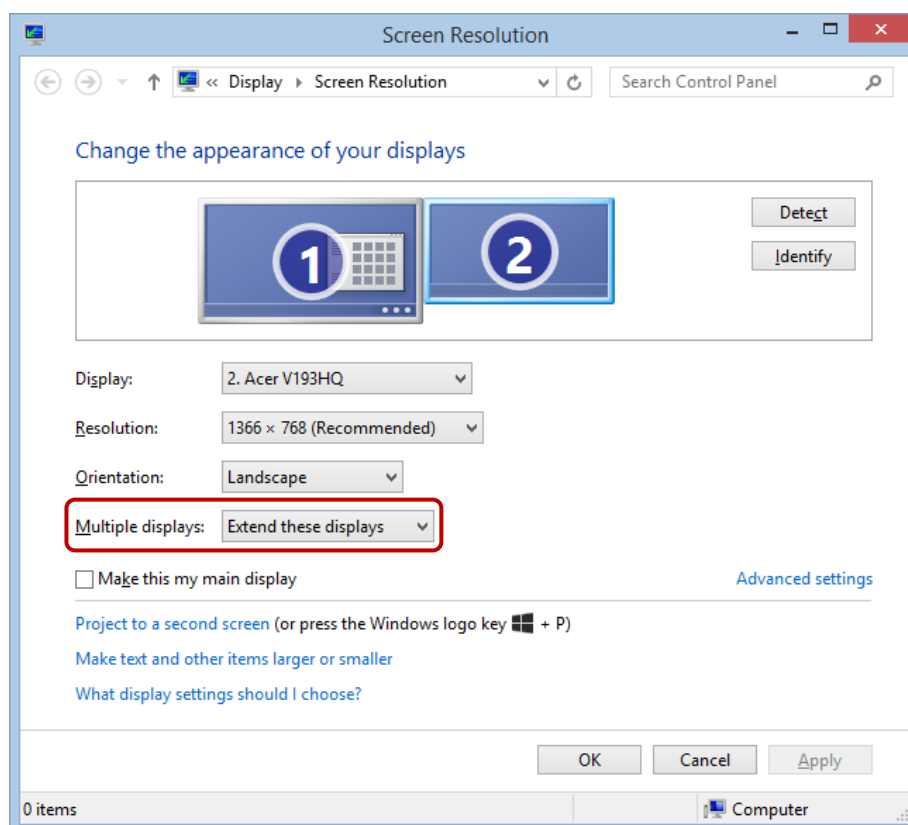 Screen Resolution
« Display Screen Resolution Search Control Panel
Change the appearance of your displays
1 2
Detect
Identify
Display: 2. Acer V193HQ
Resolution: 1366 × 768 (Recommended)
Orientation: Landscape
Multiple displays: Extend these displays
Make this my main display Advanced settings
Project to a second screen (or press the Windows logo key + P)
Make text and other items larger or smaller
What display settings should I choose?
OK Cancel Apply
0 items Computer